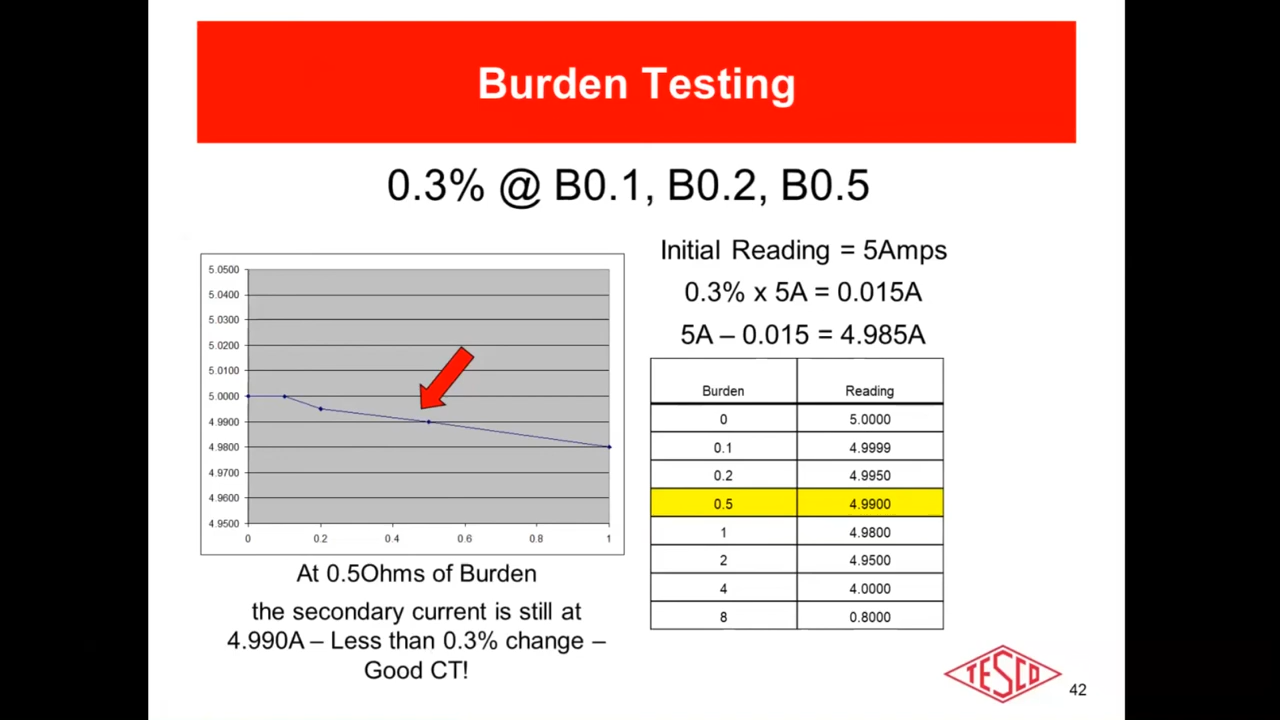 Burden Testing
0.3% @ B0.1, B0.2, B0.5
5.0500
5.0400
5.0300
5.0200
5.0100
5.0000
4.9900
4.9800
4.9700
4.9600
4.9500
0 0.2 0.4 0.6 0.8 1
At 0.5Ohms of Burden
the secondary current is still at
4.990A – Less than 0.3% change –
Good CT!
Initial Reading = 5Amps
0.3% x 5A = 0.015A
5A – 0.015 = 4.985A
Burden Reading
0 5.0000
0.1 4.9999
0.2 4.9950
0.5 4.9900
1 4.9800
2 4.9500
4 4.0000
8 0.8000
TESCO
42